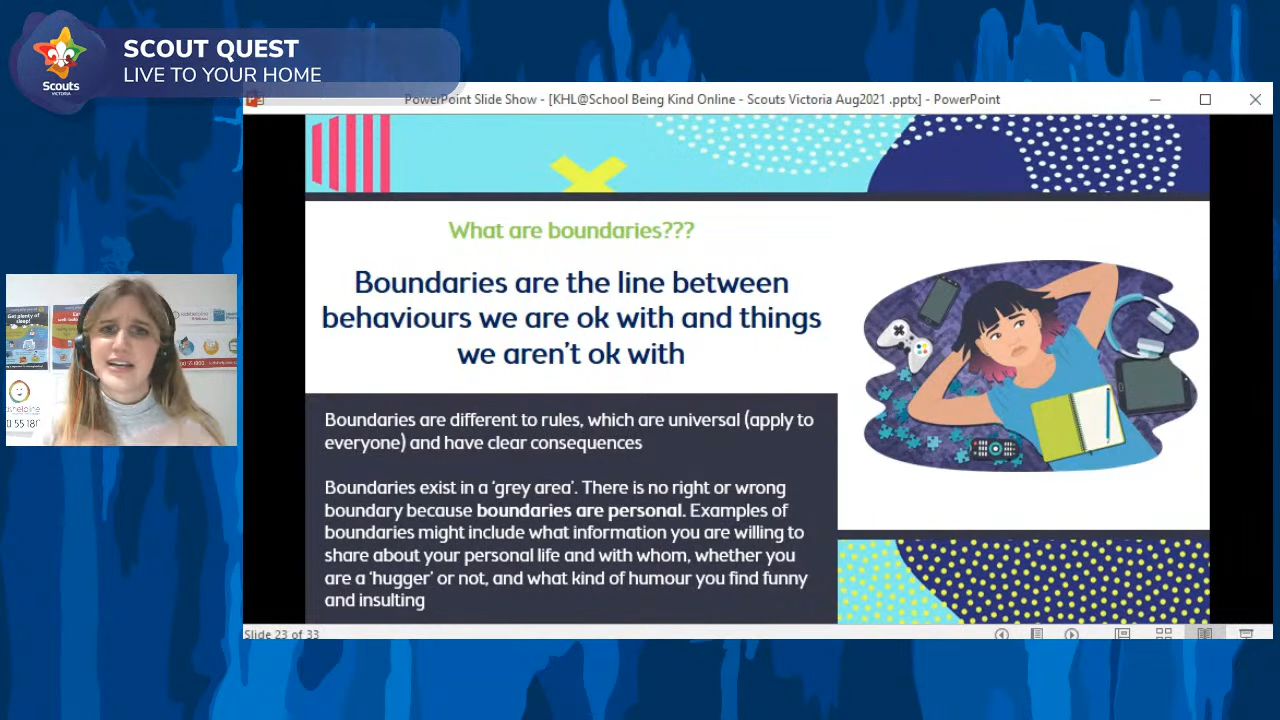 SCOUT QUEST
LIVE TO YOUR HOME
Scouts
VICTORIA
PowerPoint Slide Show - [KHL@School Being Kind Online - Scouts Victoria Aug2021 .pptx] - PowerPoint
What are boundaries???
Boundaries are the line between
behaviours we are ok with and things
we aren't ok with
Boundaries are different to rules, which are universal (apply to
everyone) and have clear consequences
Boundaries exist in a 'grey area'. There is no right or wrong
boundary because boundaries are personal. Examples of
boundaries might include what information you are willing to
share about your personal life and with whom, whether you
are a 'hugger' or not, and what kind of humour you find funny
and insulting
Get plenty of
sleep!
Slide 23 of 33